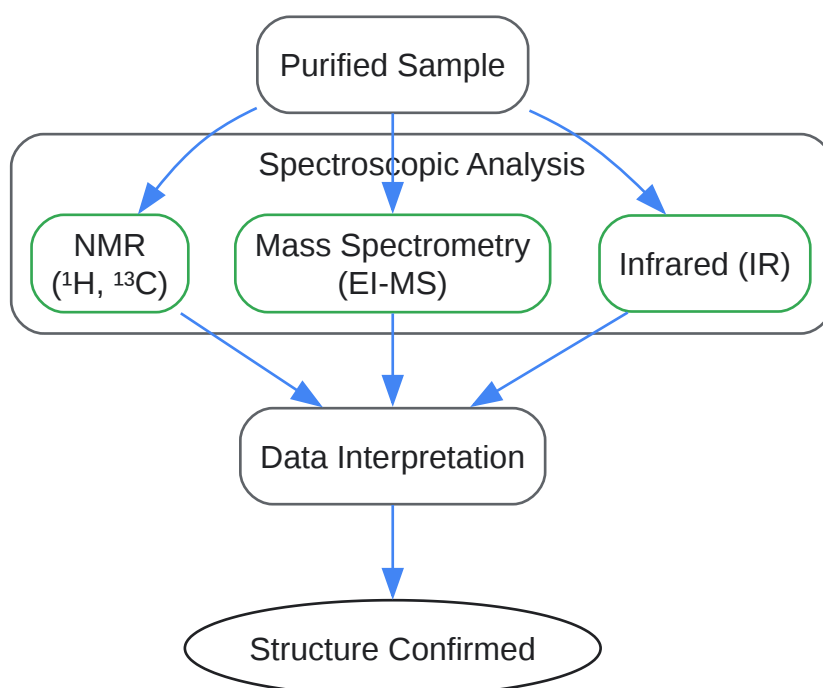 Purified Sample
Spectroscopic Analysis
NMR
(¹H, ¹³C)
Mass Spectrometry
(EI-MS)
Infrared (IR)
Data Interpretation
Structure Confirmed